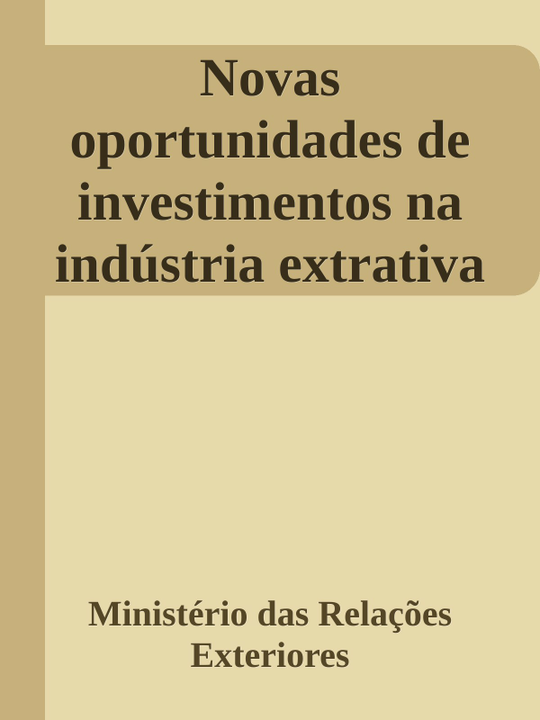 Novas
oportunidades de
investimentos na
indústria extrativa
Ministério das Relações
Exteriores